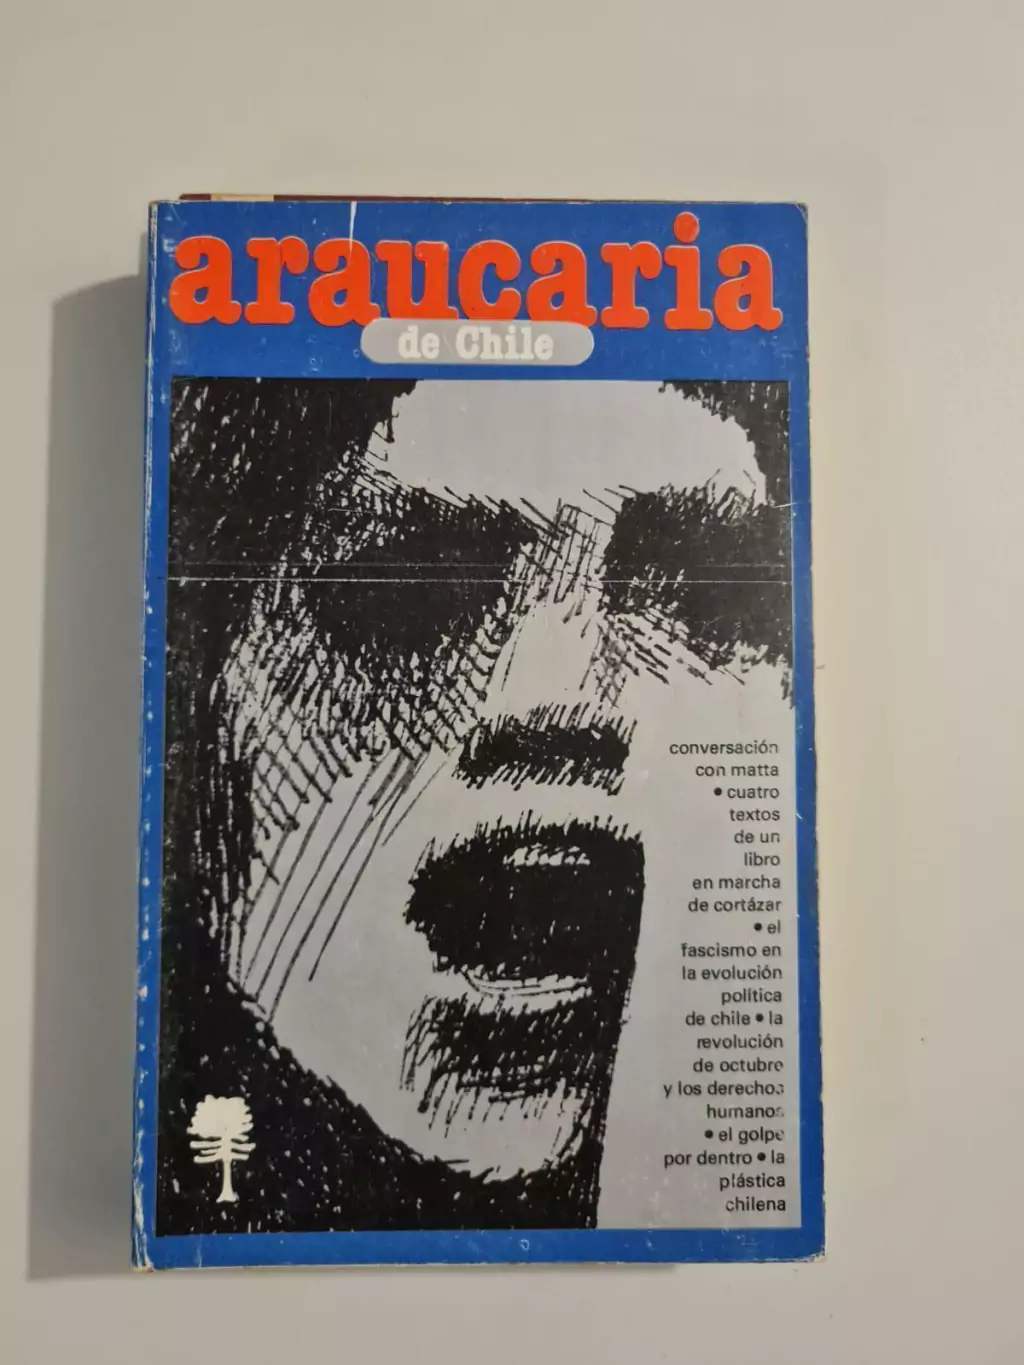 araucaria
de Chile
conversación
con matta
• cuatro
textos
de un
libro
en marcha
de cortázar
• el
fascismo en
la evolución
política
de chile • la
revolución
de octubre
y los derechos
humanos
• el golpe
por dentro • la
plástica
chilena